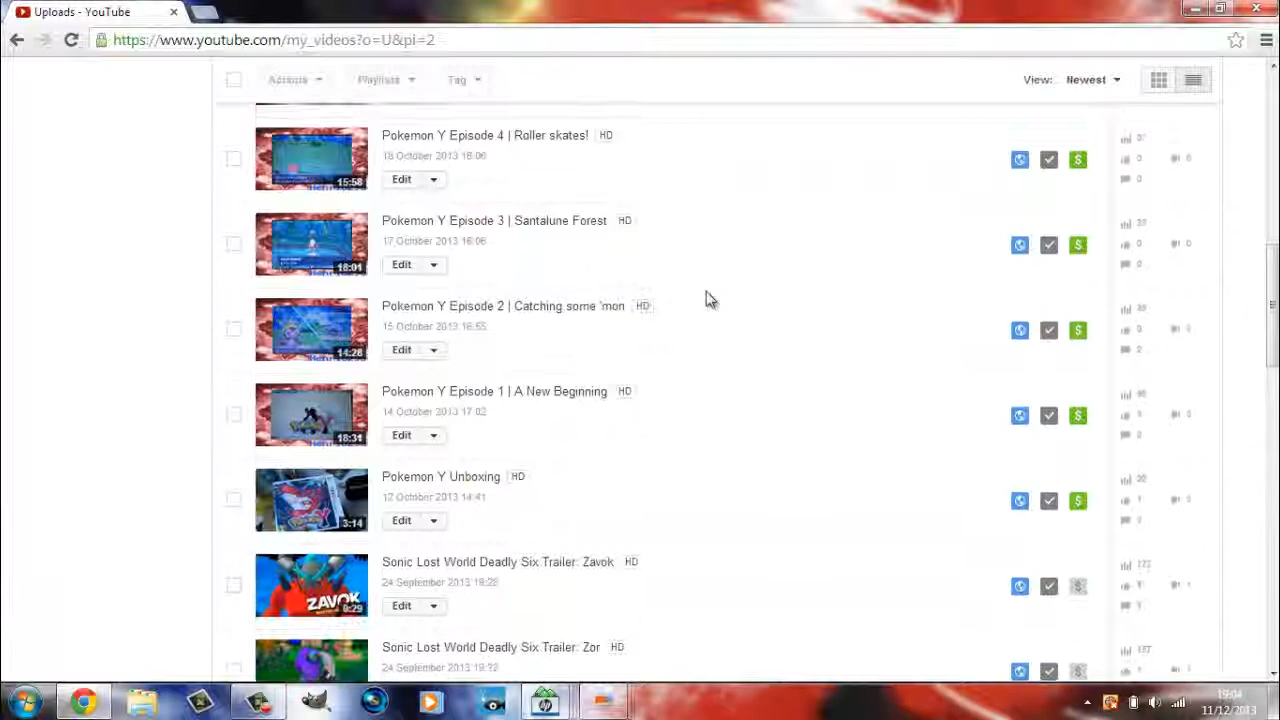 Uploads - YouTube
https://www.youtube.com/my_videos?o=U&pi=2
Actions Playlists Tag View: Newest
Pokemon Y Episode 4 | Roller skates! HD
18 October 2013 16:06
Edit
15:58
Pokemon Y Episode 3 | Santalune Forest HD
17 October 2013 16:06
Edit
18:01
Pokemon Y Episode 2 | Catching some 'mon HD
15 October 2013 16:55
Edit
14:28
Pokemon Y Episode 1 | A New Beginning HD
14 October 2013 17:02
Edit
18:31
Pokemon Y Unboxing HD
12 October 2013 14:41
Edit
3:14
Sonic Lost World Deadly Six Trailer: Zavok HD
24 September 2013 19:28
Edit
ZAVOK
0:29
Sonic Lost World Deadly Six Trailer: Zor HD
24 September 2013 19:22
19:04
11/12/2013